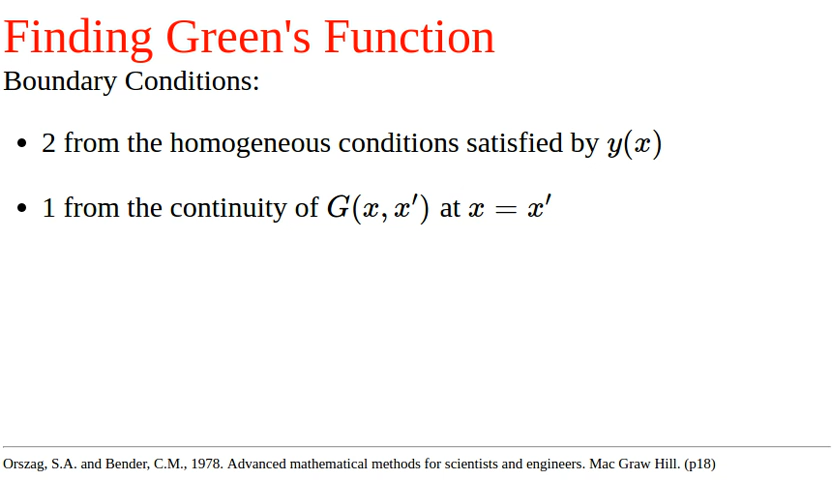 Finding Green's Function
Boundary Conditions:
• 2 from the homogeneous conditions satisfied by y(x)
• 1 from the continuity of G(x, x′) at x = x′
Orszag, S.A. and Bender, C.M., 1978. Advanced mathematical methods for scientists and engineers. Mac Graw Hill. (p18)